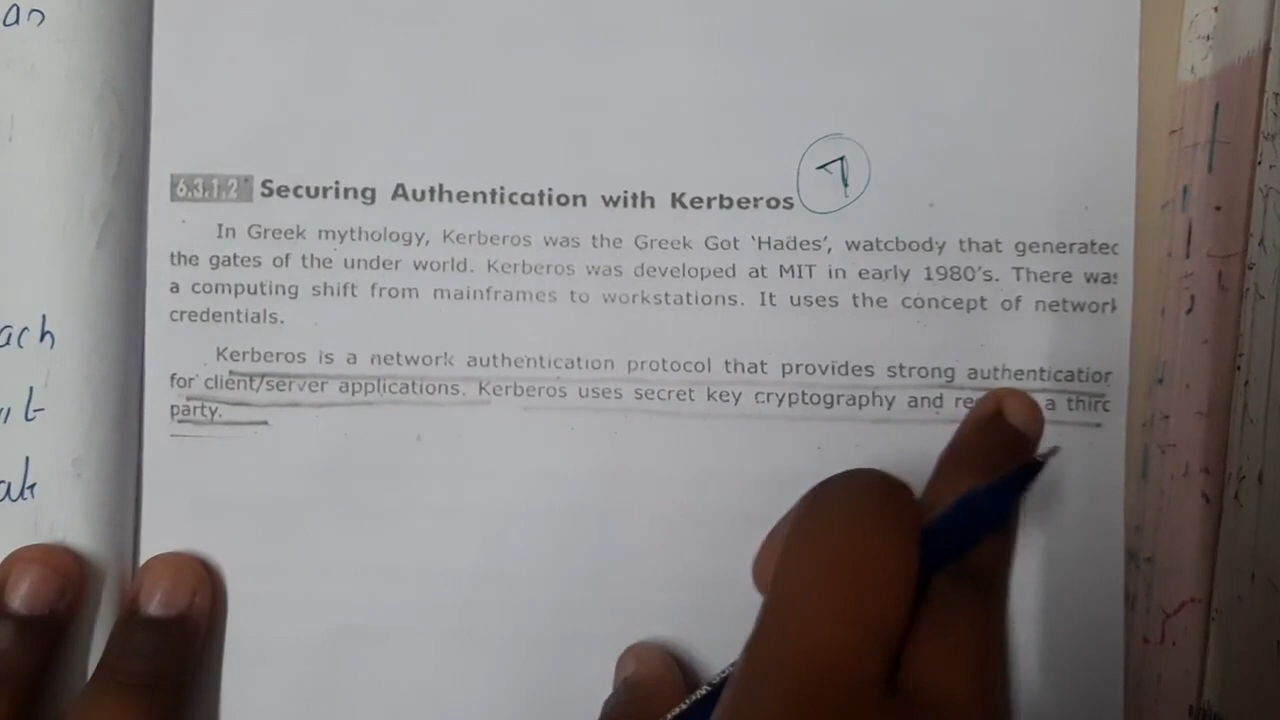 an
6.3.1.2 Securing Authentication with Kerberos 7
In Greek mythology, Kerberos was the Greek Got 'Hades', watcbody that generatec
the gates of the under world. Kerberos was developed at MIT in early 1980's. There was
a computing shift from mainframes to workstations. It uses the concept of network
credentials.
ach
Kerberos is a network authentication protocol that provides strong authentication
for client/server applications. Kerberos uses secret key cryptography and a third
party.